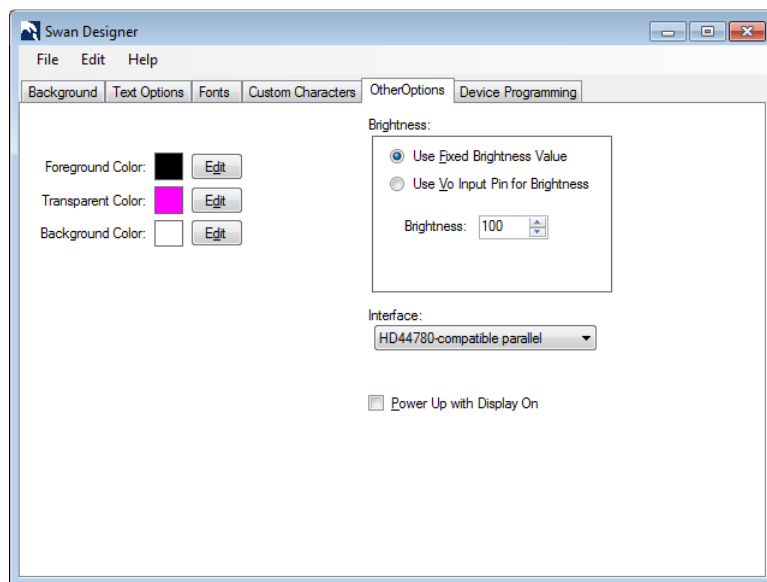 Swan Designer
File Edit Help
Background Text Options Fonts Custom Characters OtherOptions Device Programming
Foreground Color: Edit
Transparent Color: Edit
Background Color: Edit
Brightness:
Use Fixed Brightness Value
Use Vo Input Pin for Brightness
Brightness: 100
Interface:
HD44780-compatible parallel
Power Up with Display On